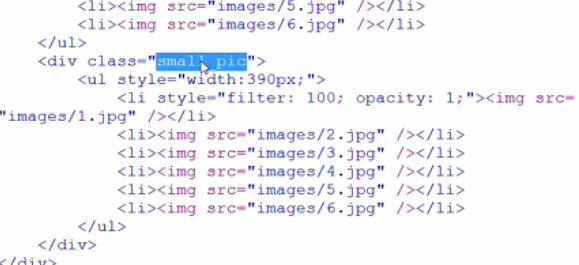 <li><img src="images/5.jpg" /></li>
<li><img src="images/6.jpg" /></li>
</ul>
<div class="small_pic">
<ul style="width:390px;">
<li style="filter: 100; opacity: 1;"><img src=
"images/1.jpg" /></li>
<li><img src="images/2.jpg" /></li>
<li><img src="images/3.jpg" /></li>
<li><img src="images/4.jpg" /></li>
<li><img src="images/5.jpg" /></li>
<li><img src="images/6.jpg" /></li>
</ul>
</div>
</div>